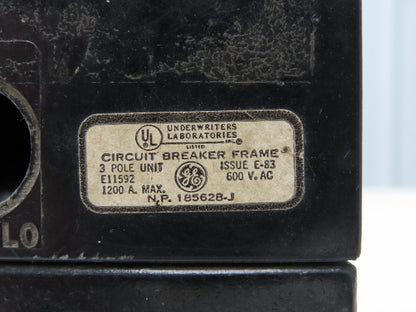 UL
UNDERWRITERS
LABORATORIES
INC.®
LISTED
CIRCUIT BREAKER FRAME
3 POLE UNIT ISSUE E-83
E11592 GE 600 V. AC
1200 A. MAX.
N.P. 185628-J
LO